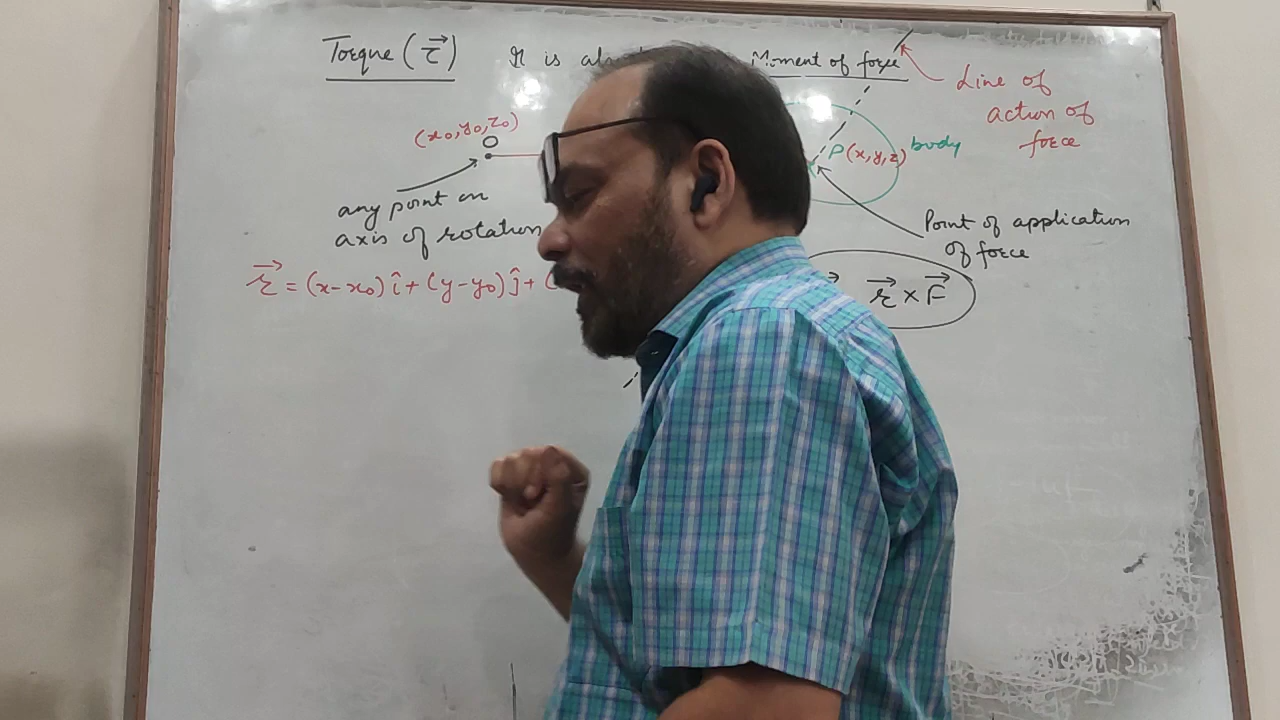 Torque (τ⃗) It is al Moment of force
Line of
action of
force
(x₀,y₀,z₀)
O
P(x,y,z) body
any point on
axis of rotation
Point of application
of force
r⃗ = (x-x₀) î + (y-y₀) ĵ + (
r⃗ × F⃗